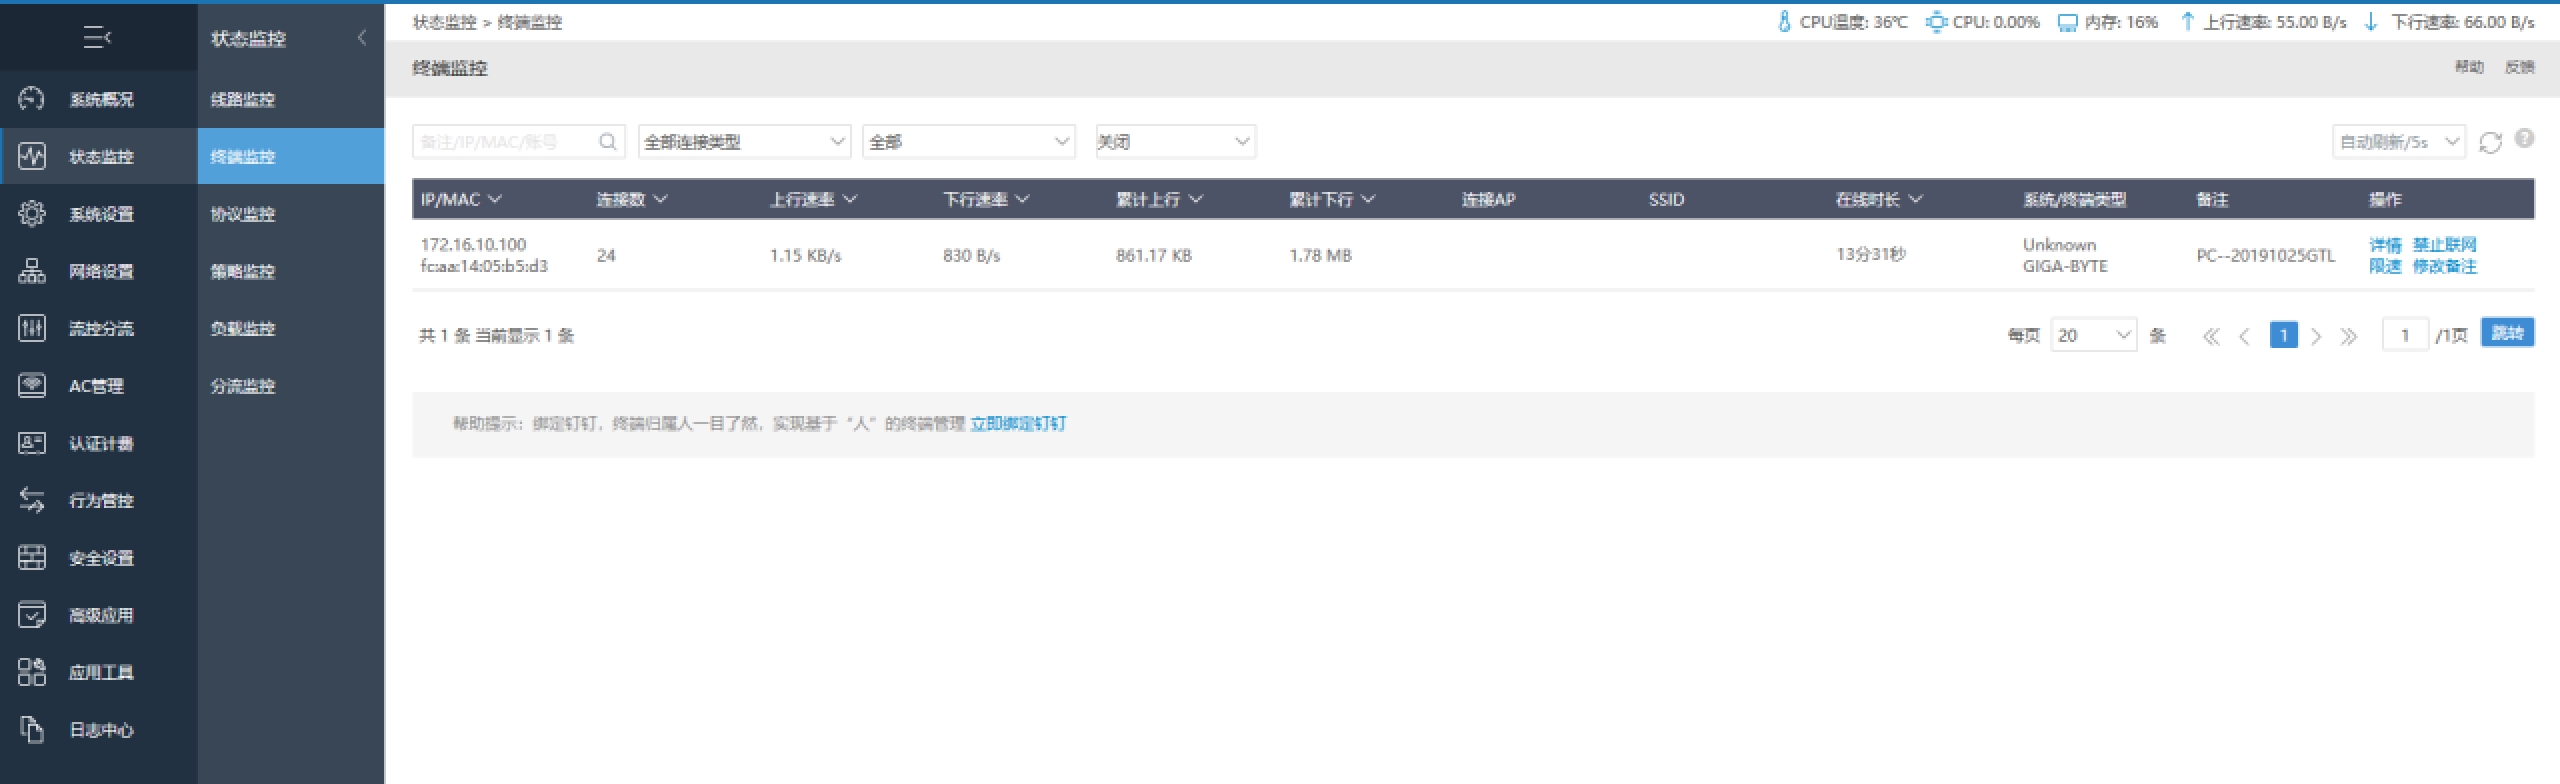 状态监控 > 终端监控
CPU温度: 36℃ CPU: 0.00% 内存: 16% 上行速率: 55.00 B/s 下行速率: 66.00 B/s
状态监控
终端监控
帮助 反馈
系统概况
状态监控
系统设置
网络设置
流控分流
AC管理
认证计费
行为管控
安全设置
高级应用
应用工具
日志中心
线路监控
终端监控
协议监控
策略监控
负载监控
分流监控
备注/IP/MAC/账号 全部连接类型 全部 关闭 自动刷新/5s
IP/MAC 连接数 上行速率 下行速率 累计上行 累计下行 连接AP SSID 在线时长 系统/终端类型 备注 操作
172.16.10.100 Unknown 详情 禁止联网
24 1.15 KB/s 830 B/s 861.17 KB 1.78 MB 13分31秒 PC--20191025GTL
fc:aa:14:05:b5:d3 GIGA-BYTE 限速 修改备注
共 1 条 当前显示 1 条 每页 20 条 1 1 /1页 跳转
帮助提示: 绑定钉钉, 终端归属人一目了然, 实现基于 “人” 的终端管理 立即绑定钉钉